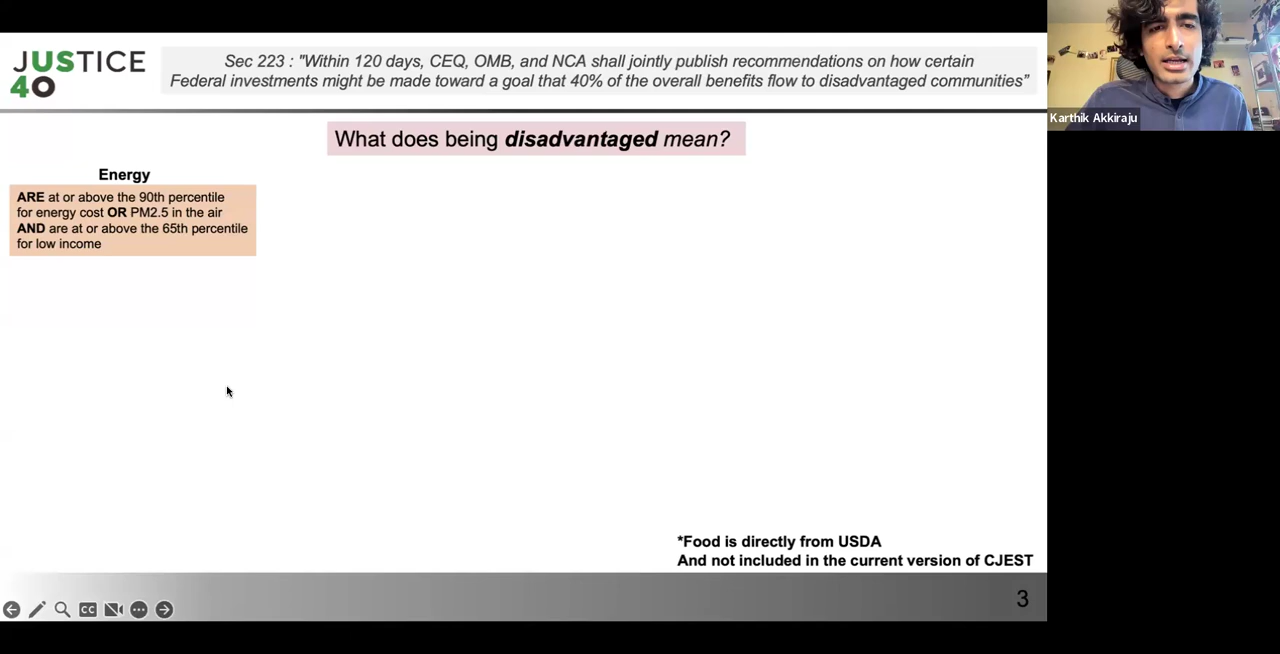 JUSTICE
40
Sec 223 : "Within 120 days, CEQ, OMB, and NCA shall jointly publish recommendations on how certain
Federal investments might be made toward a goal that 40% of the overall benefits flow to disadvantaged communities”
Karthik Akkiraju
What does being disadvantaged mean?
Energy
ARE at or above the 90th percentile
for energy cost OR PM2.5 in the air
AND are at or above the 65th percentile
for low income
*Food is directly from USDA
And not included in the current version of CJEST
3
CC